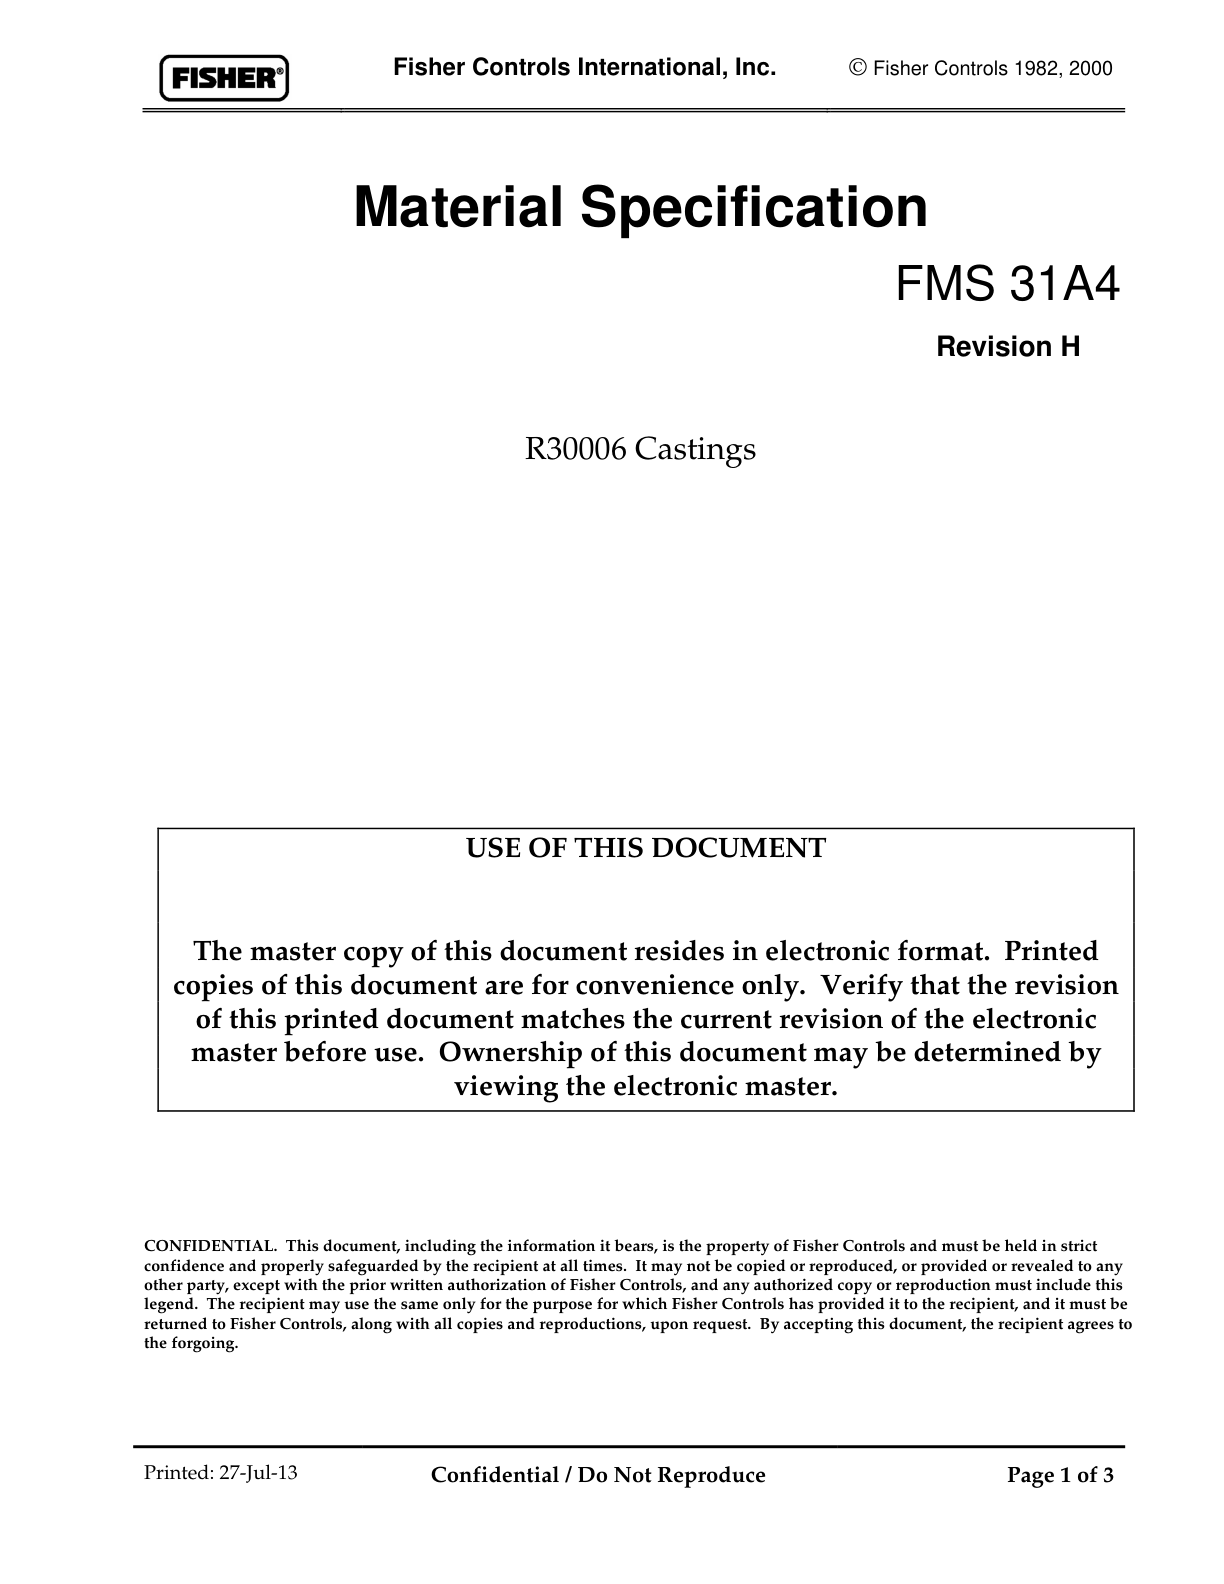 FISHER®
Fisher Controls International, Inc.
© Fisher Controls 1982, 2000
Material Specification
FMS 31A4
Revision H
R30006 Castings
USE OF THIS DOCUMENT
The master copy of this document resides in electronic format. Printed
copies of this document are for convenience only. Verify that the revision
of this printed document matches the current revision of the electronic
master before use. Ownership of this document may be determined by
viewing the electronic master.
CONFIDENTIAL. This document, including the information it bears, is the property of Fisher Controls and must be held in strict
confidence and properly safeguarded by the recipient at all times. It may not be copied or reproduced, or provided or revealed to any
other party, except with the prior written authorization of Fisher Controls, and any authorized copy or reproduction must include this
legend. The recipient may use the same only for the purpose for which Fisher Controls has provided it to the recipient, and it must be
returned to Fisher Controls, along with all copies and reproductions, upon request. By accepting this document, the recipient agrees to
the forgoing.
Printed: 27-Jul-13
Confidential / Do Not Reproduce
Page 1 of 3